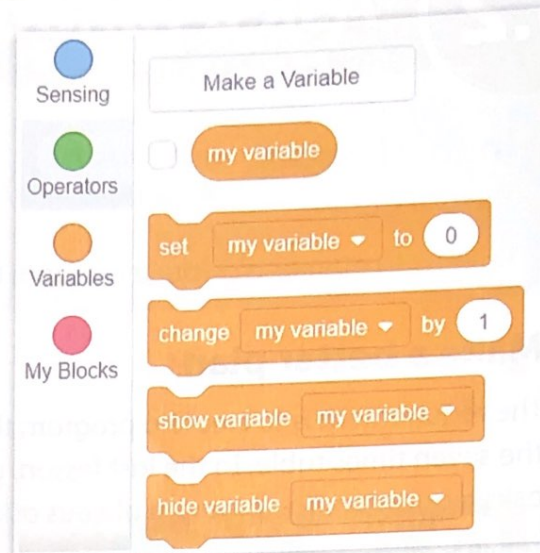 Sensing
Operators
Variables
My Blocks
Make a Variable
my variable
set my variable to 0
change my variable by 1
show variable my variable
hide variable my variable